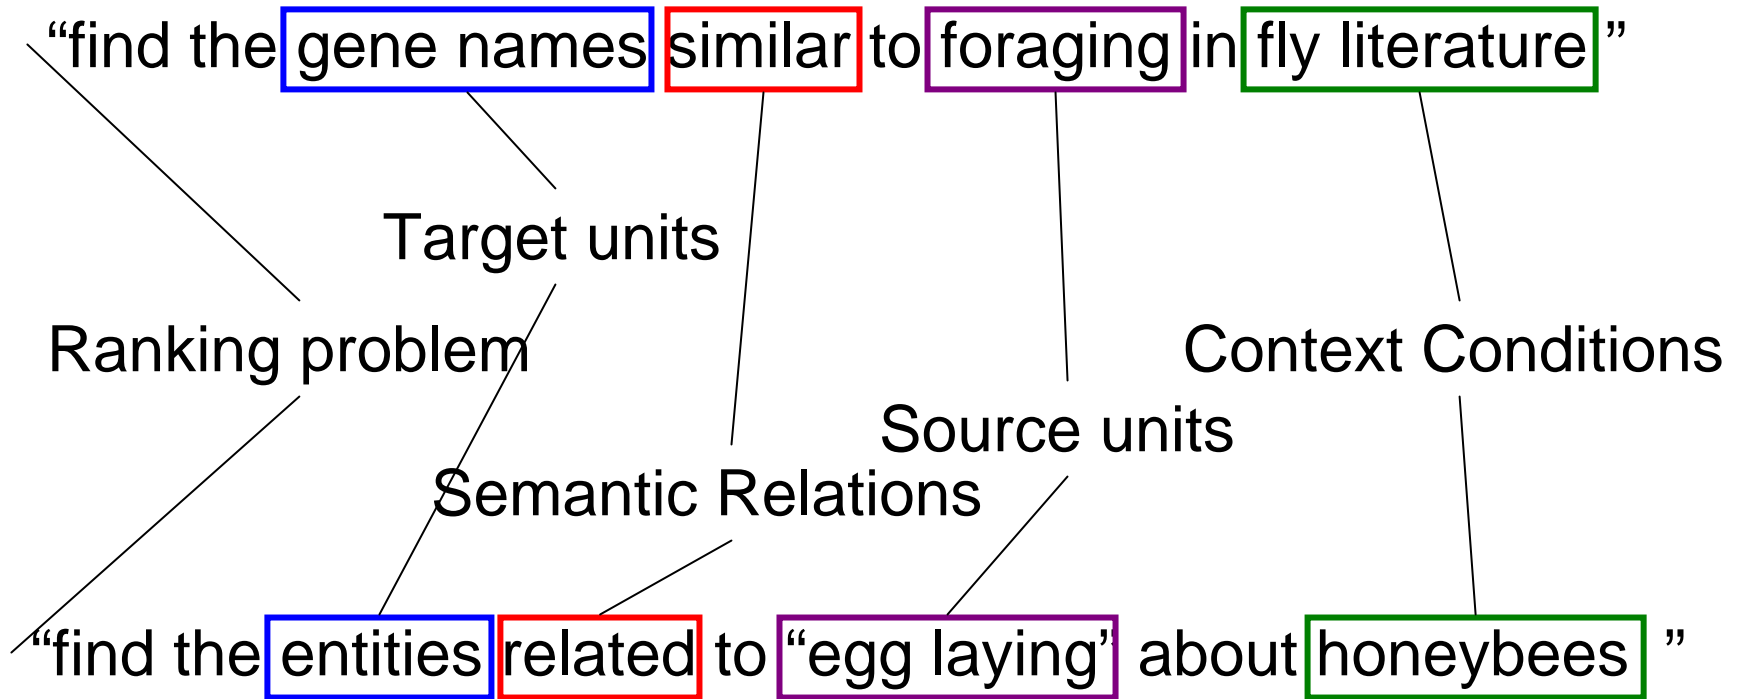 “find the gene names similar to foraging in fly literature ”
Target units
Ranking problem
Context Conditions
Source units
Semantic Relations
“find the entities related to “egg laying” about honeybees ”